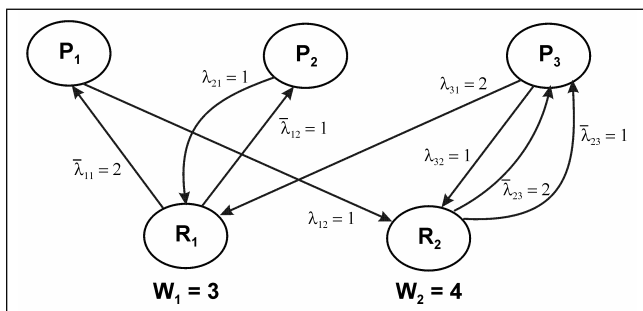 P₁
P₂
P₃
λ₂₁ = 1
λ₃₁ = 2
λ̅₁₂ = 1
λ̅₂₃ = 1
λ̅₁₁ = 2
λ₃₂ = 1
λ̅₂₃ = 2
λ₁₂ = 1
R₁
R₂
W₁ = 3
W₂ = 4